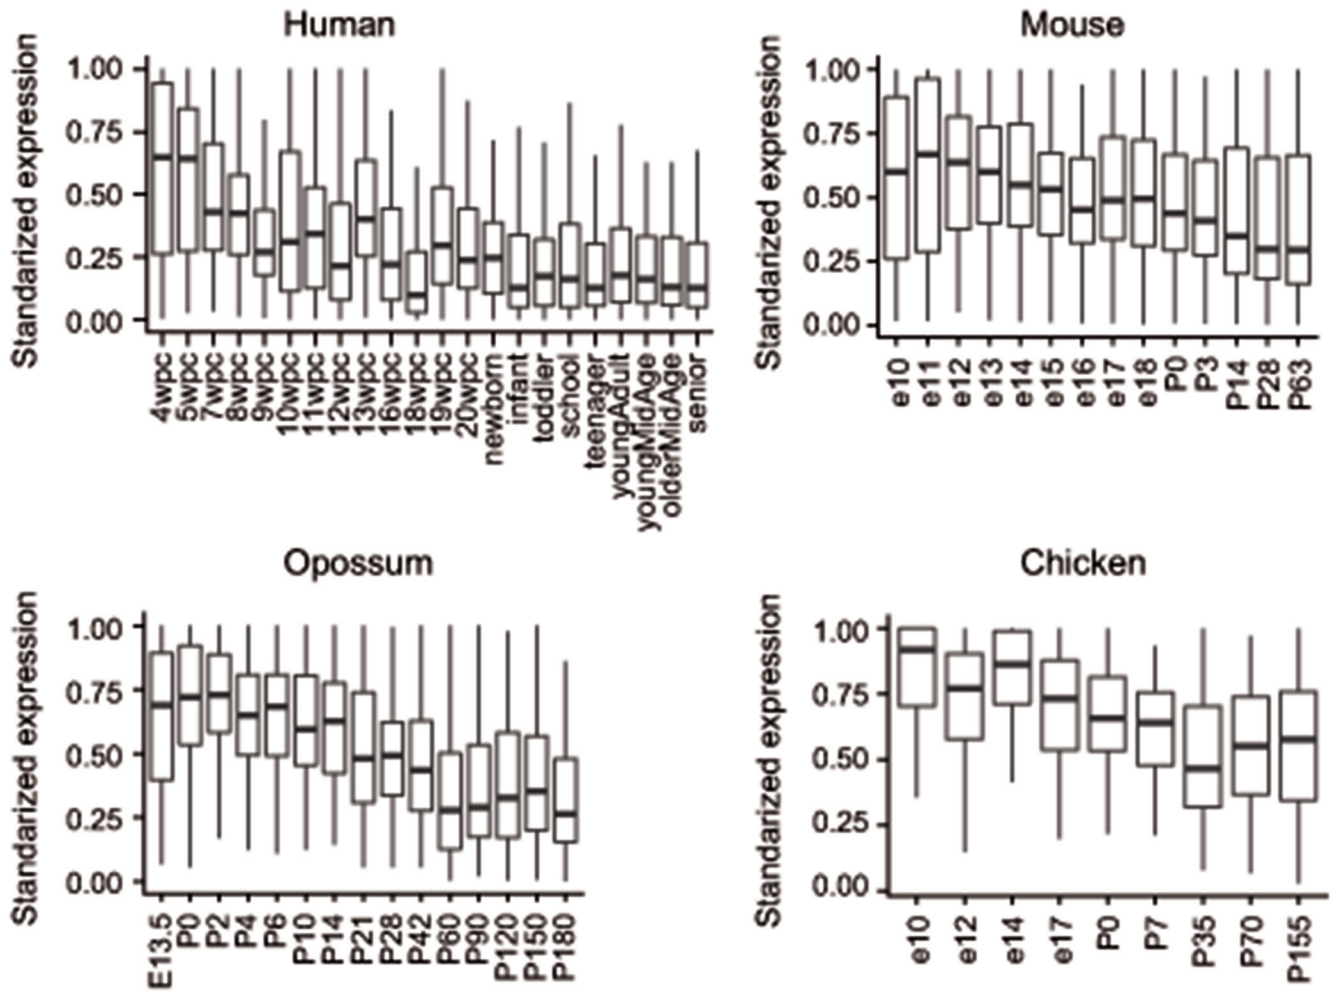 Human
Standarized expression
1.00
0.75
0.50
0.25
0.00
4wpc
5wpc
7wpc
8wpc
9wpc
10wpc
11wpc
12wpc
13wpc
16wpc
18wpc
19wpc
20wpc
newborn
infant
toddler
school
teenager
youngAdult
youngMidAge
olderMidAge
senior
Mouse
Standarized expression
1.00
0.75
0.50
0.25
0.00
e10
e11
e12
e13
e14
e15
e16
e17
e18
P0
P3
P14
P28
P63
Opossum
Standarized expression
1.00
0.75
0.50
0.25
0.00
E13.5
P0
P2
P4
P6
P10
P14
P21
P28
P42
P60
P90
P120
P150
P180
Chicken
Standarized expression
1.00
0.75
0.50
0.25
0.00
e10
e12
e14
e17
P0
P7
P35
P70
P155